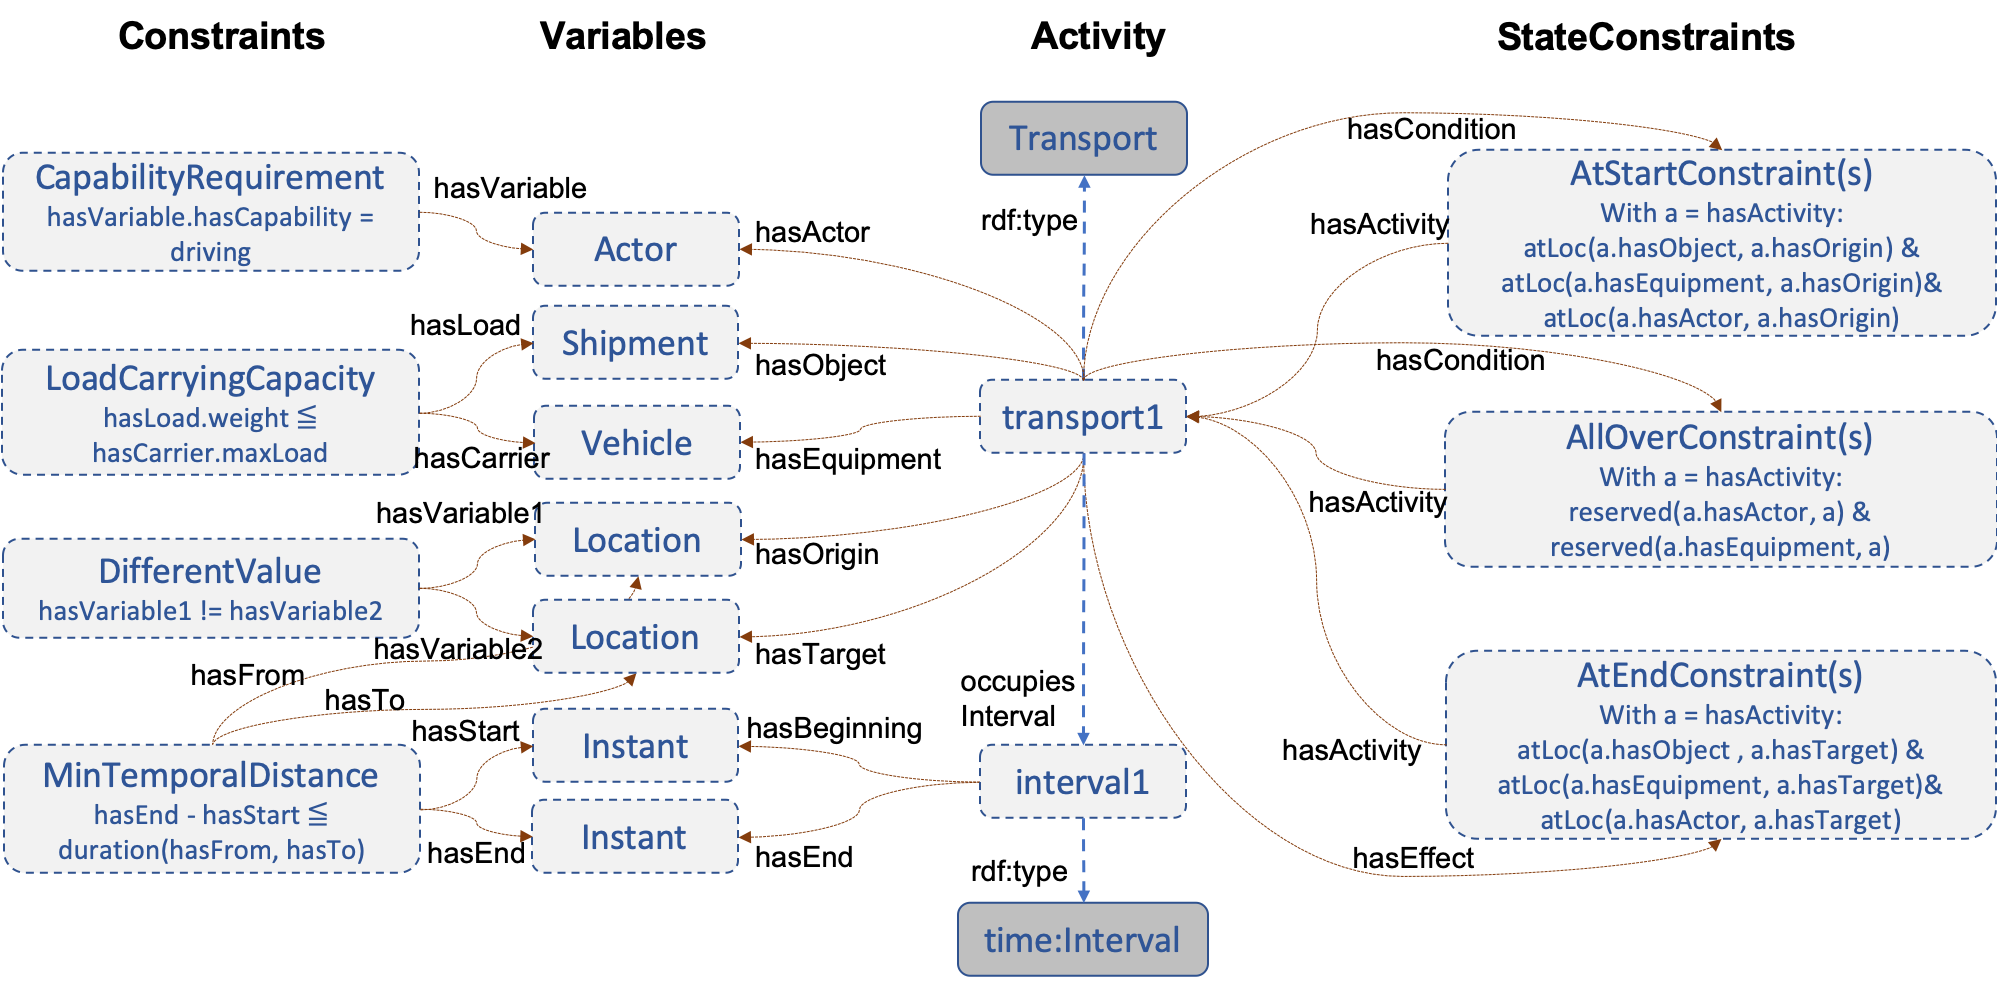 Constraints
Variables
Activity
StateConstraints
CapabilityRequirement
hasVariable.hasCapability =
driving
hasVariable
LoadCarryingCapacity
hasLoad.weight ≦
hasCarrier.maxLoad
hasLoad
hasCarrier
DifferentValue
hasVariable1 != hasVariable2
hasVariable1
hasVariable2
hasFrom
hasTo
MinTemporalDistance
hasEnd - hasStart ≦
duration(hasFrom, hasTo)
hasStart
hasEnd
Actor
Shipment
Vehicle
Location
Location
Instant
Instant
hasActor
hasObject
hasEquipment
hasOrigin
hasTarget
hasBeginning
hasEnd
Transport
rdf:type
transport1
occupies
Interval
interval1
rdf:type
time:Interval
hasCondition
hasActivity
hasCondition
hasActivity
hasActivity
hasEffect
AtStartConstraint(s)
With a = hasActivity:
atLoc(a.hasObject, a.hasOrigin) &
atLoc(a.hasEquipment, a.hasOrigin)&
atLoc(a.hasActor, a.hasOrigin)
AllOverConstraint(s)
With a = hasActivity:
reserved(a.hasActor, a) &
reserved(a.hasEquipment, a)
AtEndConstraint(s)
With a = hasActivity:
atLoc(a.hasObject , a.hasTarget) &
atLoc(a.hasEquipment, a.hasTarget)&
atLoc(a.hasActor, a.hasTarget)